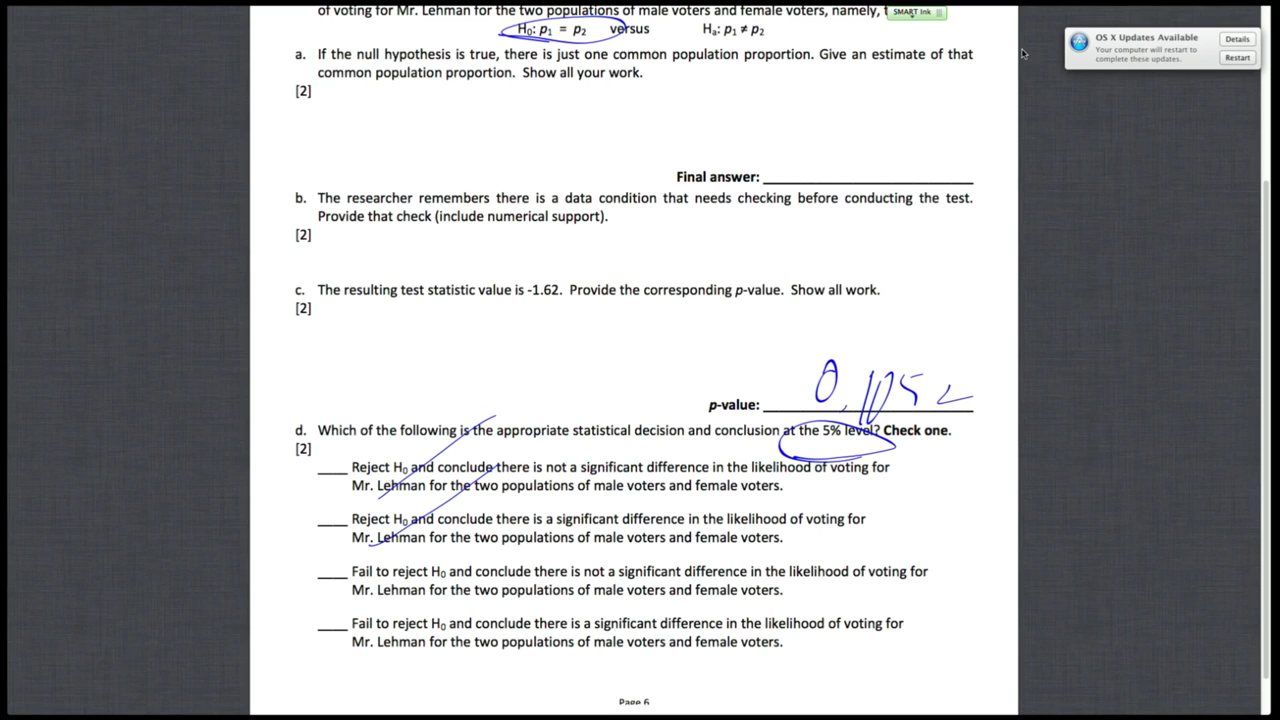 of voting for Mr. Lehman for the two populations of male voters and female voters, namely,
SMART Ink
H₀: p₁ = p₂ versus Hₐ: p₁ ≠ p₂
OS X Updates Available
Your computer will restart to
complete these updates.
Details
Restart
a. If the null hypothesis is true, there is just one common population proportion. Give an estimate of that
common population proportion. Show all your work.
[2]
Final answer:
b. The researcher remembers there is a data condition that needs checking before conducting the test.
Provide that check (include numerical support).
[2]
c. The resulting test statistic value is -1.62. Provide the corresponding p-value. Show all work.
[2]
p-value: 0.1052
d. Which of the following is the appropriate statistical decision and conclusion at the 5% level? Check one.
[2]
____ Reject H₀ and conclude there is not a significant difference in the likelihood of voting for
Mr. Lehman for the two populations of male voters and female voters.
____ Reject H₀ and conclude there is a significant difference in the likelihood of voting for
Mr. Lehman for the two populations of male voters and female voters.
____ Fail to reject H₀ and conclude there is not a significant difference in the likelihood of voting for
Mr. Lehman for the two populations of male voters and female voters.
____ Fail to reject H₀ and conclude there is a significant difference in the likelihood of voting for
Mr. Lehman for the two populations of male voters and female voters.
Page 6